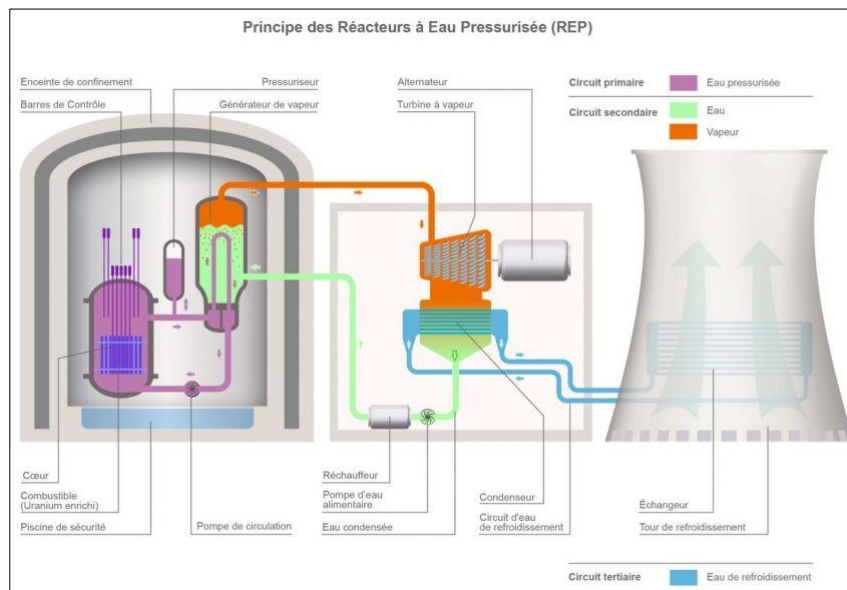 Principe des Réacteurs à Eau Pressurisée (REP)
Enceinte de confinement
Barres de Contrôle
Pressuriseur
Générateur de vapeur
Alternateur
Turbine à vapeur
Circuit primaire
Eau pressurisée
Circuit secondaire
Eau
Vapeur
Cœur
Combustible
(Uranium enrichi)
Piscine de sécurité
Pompe de circulation
Réchauffeur
Pompe d'eau
alimentaire
Eau condensée
Condenseur
Circuit d'eau
de refroidissement
Échangeur
Tour de refroidissement
Circuit tertiaire
Eau de refroidissement